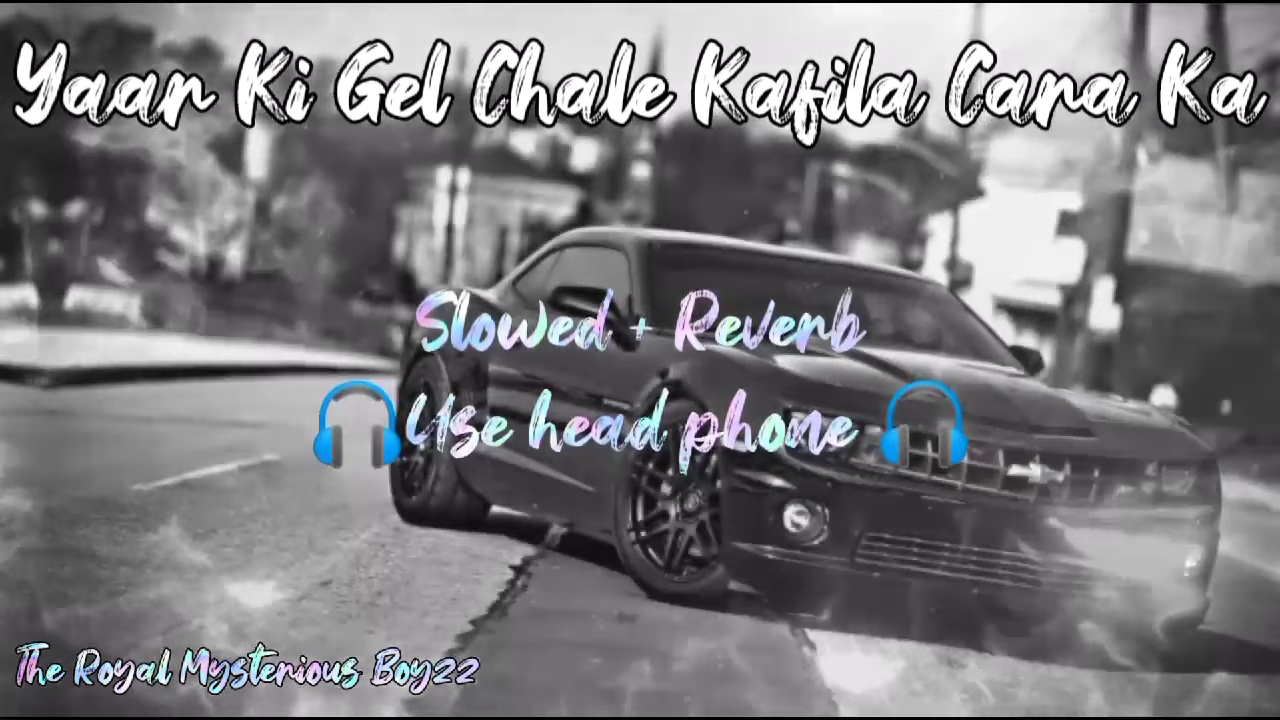 Yaar Ki Gel Chale Kafila Cara Ka
Slowed + Reverb
🎧Use head phone 🎧
The Royal Mysterious Boy22